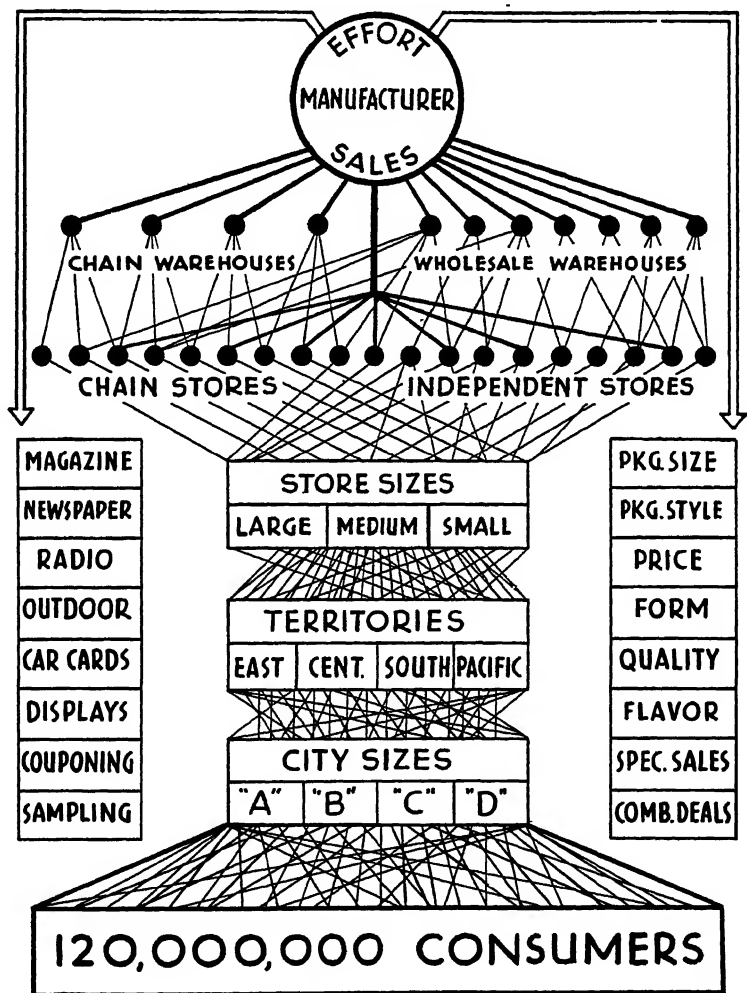 EFFORT
MANUFACTURER
SALES
CHAIN WAREHOUSES
WHOLESALE WAREHOUSES
CHAIN STORES
INDEPENDENT STORES
MAGAZINE
NEWSPAPER
RADIO
OUTDOOR
CAR CARDS
DISPLAYS
COUPONING
SAMPLING
STORE SIZES
LARGE MEDIUM SMALL
TERRITORIES
EAST CENT. SOUTH PACIFIC
CITY SIZES
"A" "B" "C" "D"
PKG.SIZE
PKG.STYLE
PRICE
FORM
QUALITY
FLAVOR
SPEC. SALES
COMB.DEALS
120,000,000 CONSUMERS